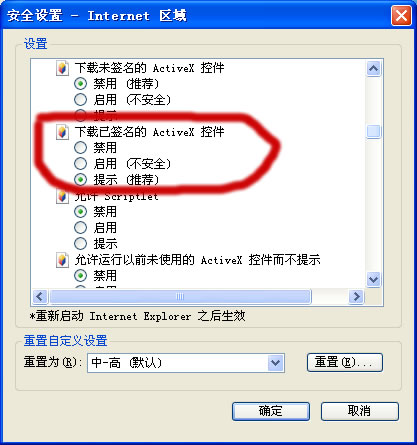 安全设置 - Internet 区域
设置
下载未签名的 ActiveX 控件
禁用 (推荐)
启用 (不安全)
提示
下载已签名的 ActiveX 控件
禁用
启用 (不安全)
提示 (推荐)
允许 Scriptlet
禁用
启用
提示
允许运行以前未使用的 ActiveX 控件而不提示
禁用
启用
*重新启动 Internet Explorer 之后生效
重置自定义设置
重置为(R): 中-高 (默认) 重置(E)...
确定 取消